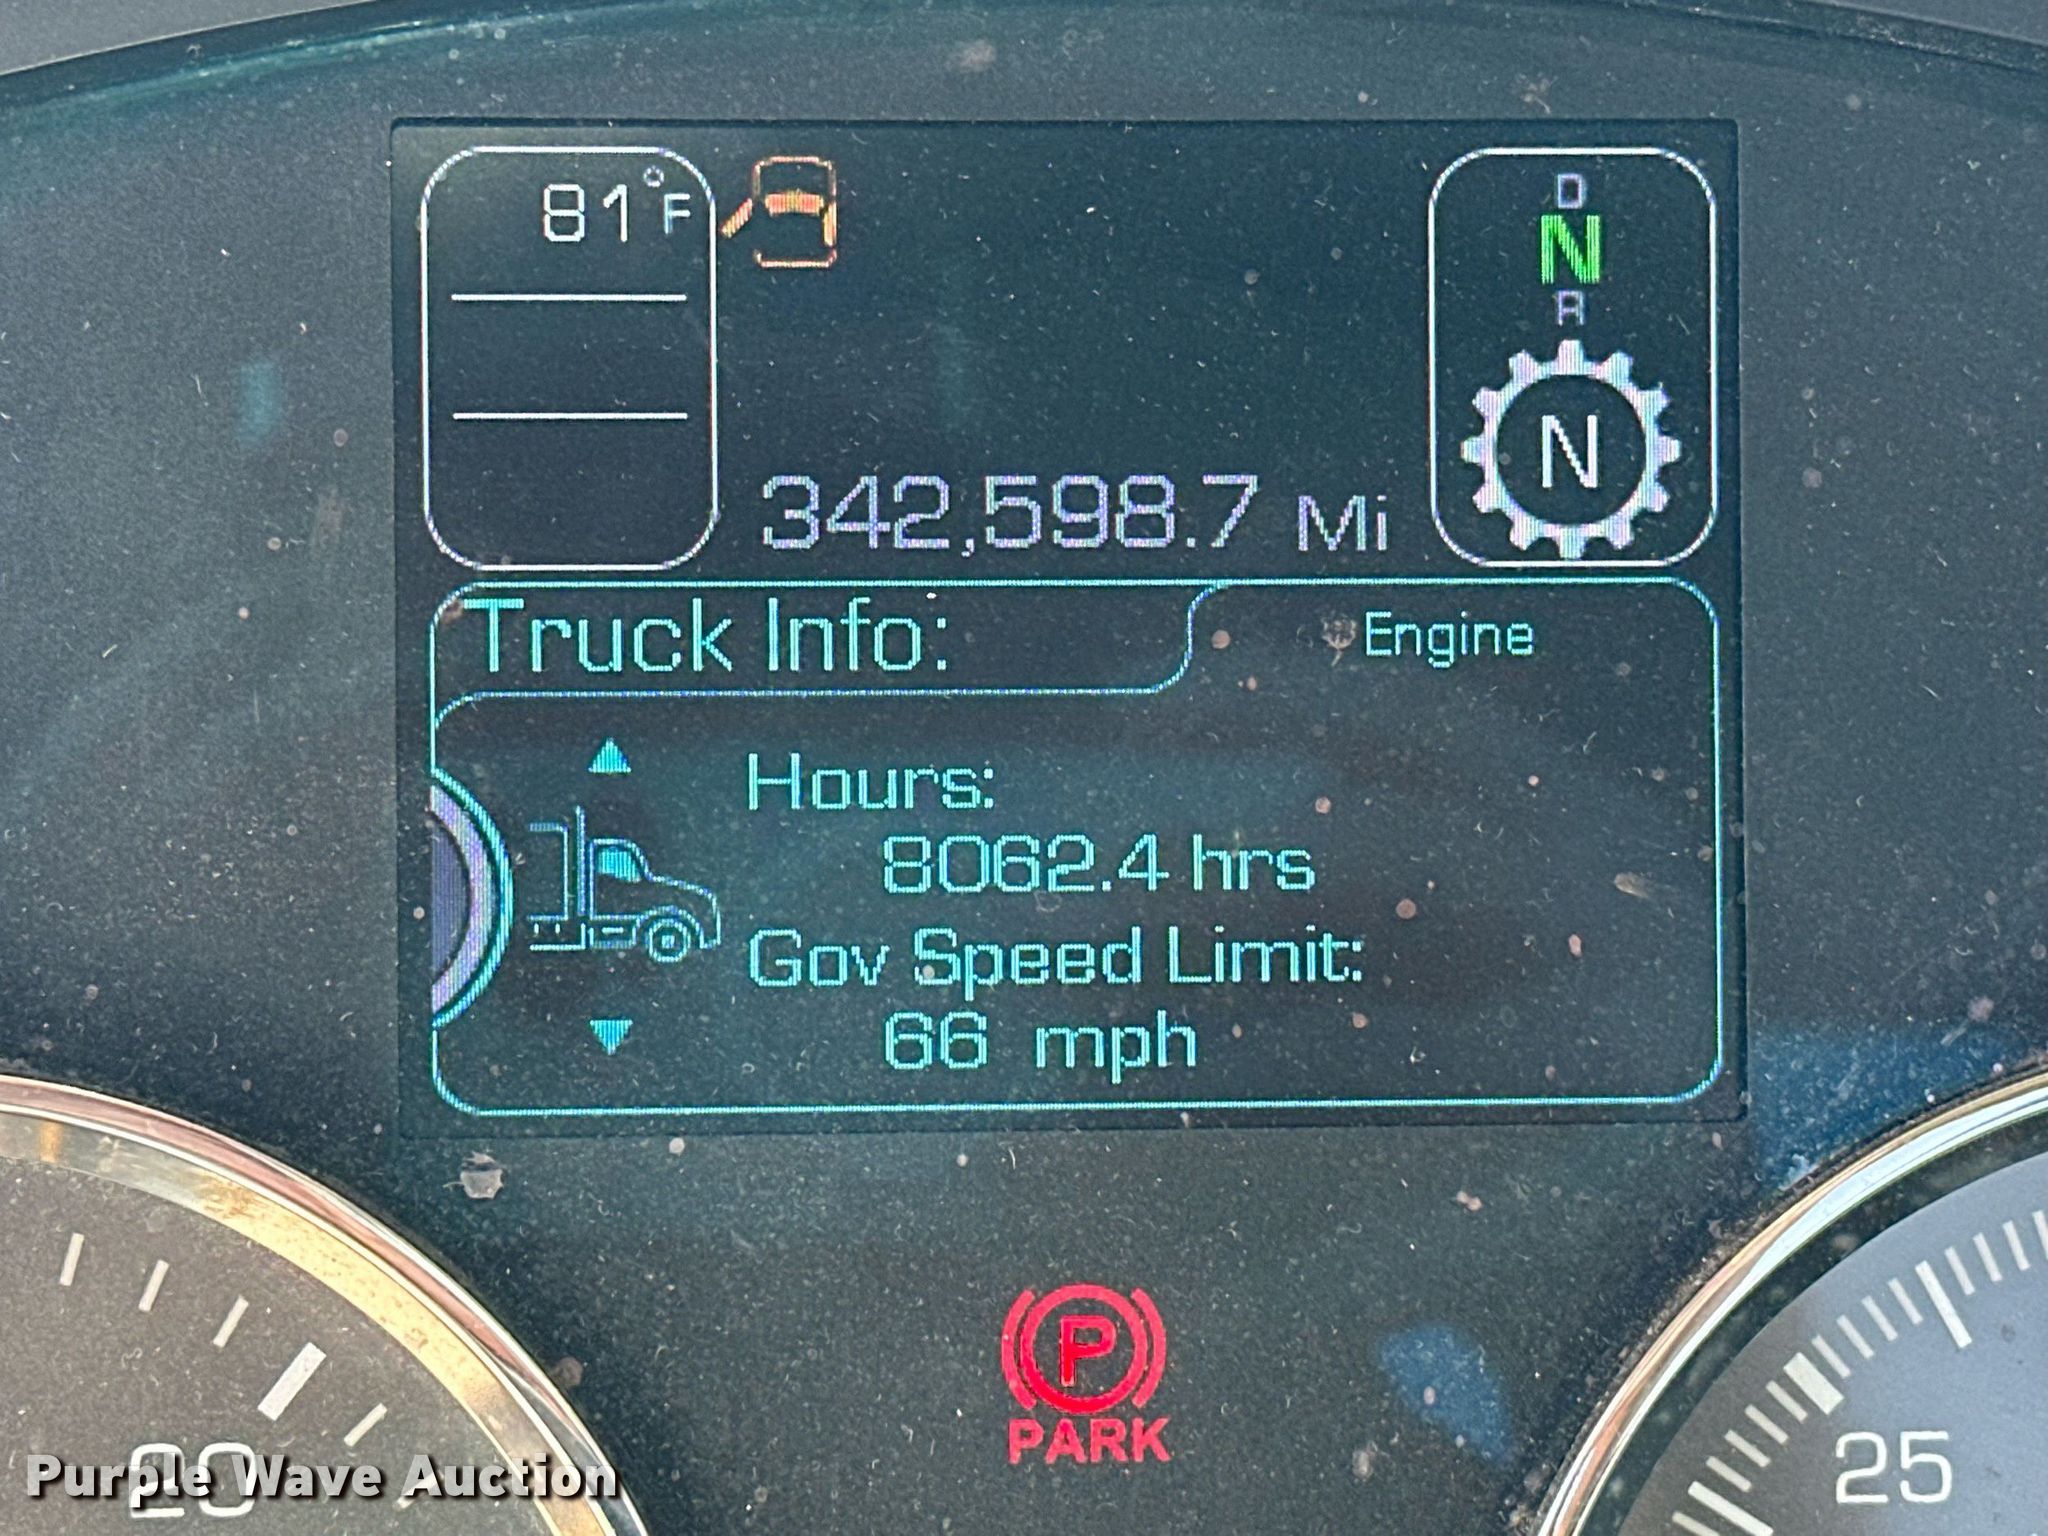 81°F
D
N
R
N
342,598.7 Mi
Truck Info:
Engine
Hours:
8062.4 hrs
Gov Speed Limit:
66 mph
P
PARK
20
25
Purple Wave Auction